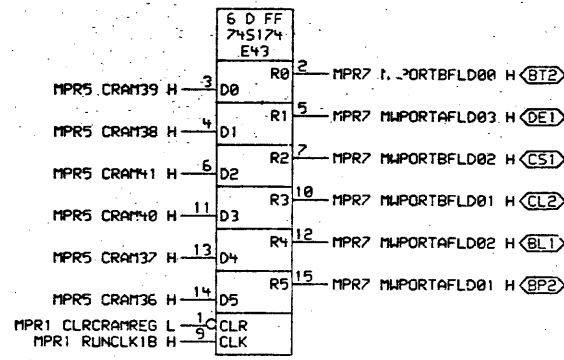 6 D FF
74S174
E43
MPR5 CRAM39 H 3 D0 R0 2 MPR7 PORTBFLD00 H BT2
MPR5 CRAM38 H 4 D1 R1 5 MPR7 MWPORTAFLD03 H DE1
MPR5 CRAM41 H 6 D2 R2 7 MPR7 MWPORTBFLD02 H CS1
MPR5 CRAM40 H 11 D3 R3 10 MPR7 MWPORTBFLD01 H CL2
MPR5 CRAM37 H 13 D4 R4 12 MPR7 MWPORTAFLD02 H BL1
MPR5 CRAM36 H 14 D5 R5 15 MPR7 MWPORTAFLD01 H BP2
MPR1 CLRCRAMREG L 1 CLR
MPR1 RUNCLK1B H 9 CLK